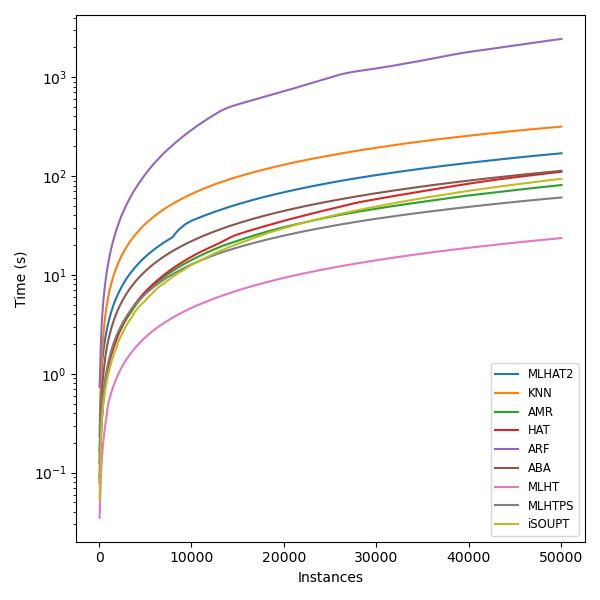 10³
10²
10¹
10⁰
10⁻¹
Time (s)
0 10000 20000 30000 40000 50000
Instances
MLHAT2
KNN
AMR
HAT
ARF
ABA
MLHT
MLHTPS
iSOUPT